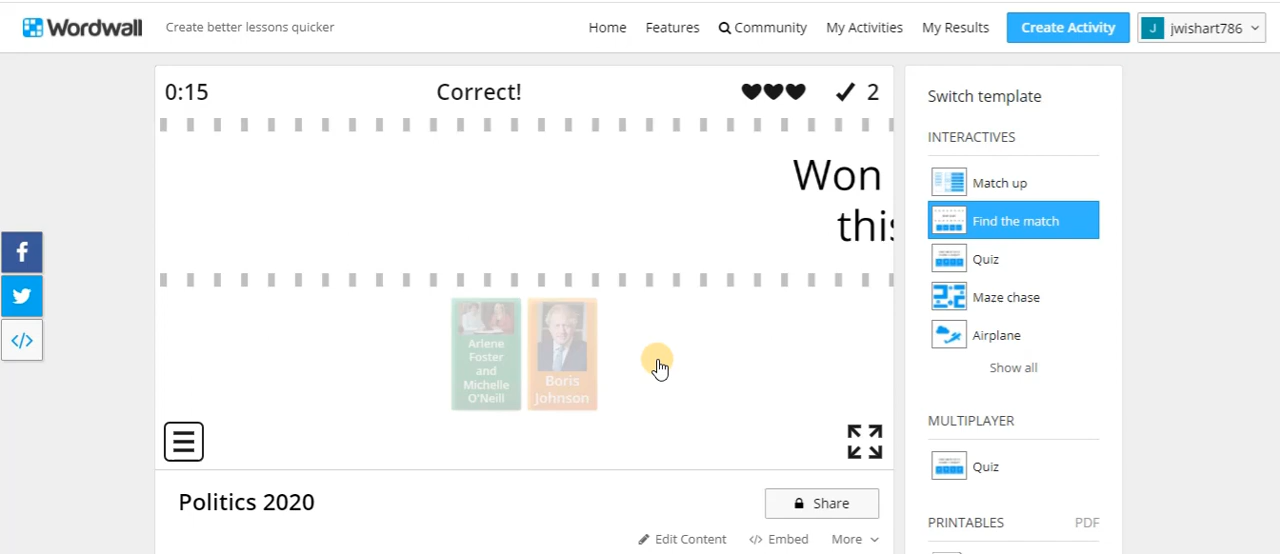 Wordwall Create better lessons quicker Home Features Community My Activities My Results Create Activity J jwishart786
0:15 Correct! 2
Won
this
Arlene
Foster
and
Michelle
O'Neill
Boris
Johnson
Politics 2020 Share
Edit Content </> Embed More
f
</>
Switch template
INTERACTIVES
Match up
Find the match
Quiz
Maze chase
Airplane
Show all
MULTIPLAYER
Quiz
PRINTABLES PDF